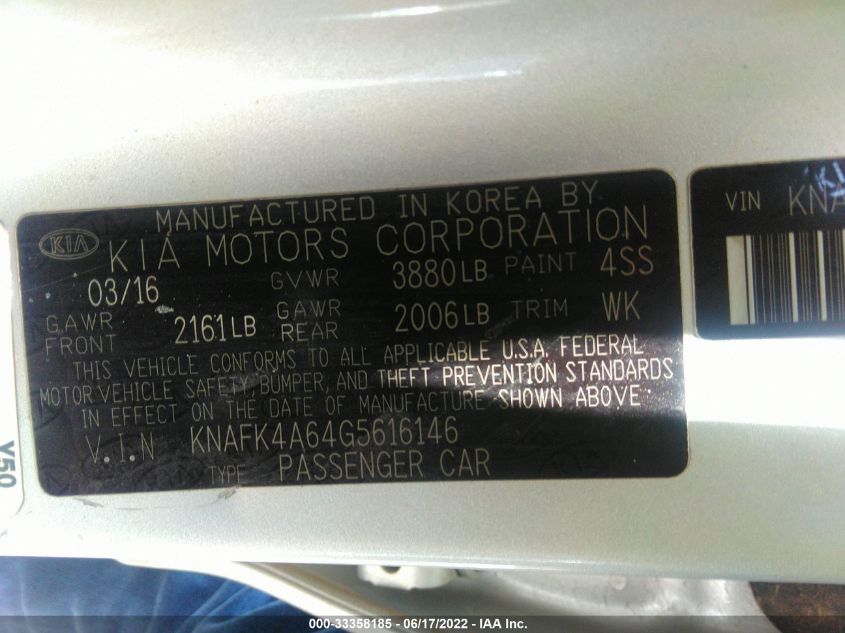 MANUFACTURED IN KOREA BY
KIA KIA MOTORS CORPORATION
03/16 GVWR 3880LB PAINT 4SS
GAWR FRONT 2161LB GAWR REAR 2006LB TRIM WK
THIS VEHICLE CONFORMS TO ALL APPLICABLE U.S.A. FEDERAL
MOTOR VEHICLE SAFETY, BUMPER, AND THEFT PREVENTION STANDARDS
IN EFFECT ON THE DATE OF MANUFACTURE SHOWN ABOVE
V.I.N KNAFK4A64G5616146
TYPE PASSENGER CAR
VIN KNA
V50
000-33358185 - 06/17/2022 - IAA Inc.